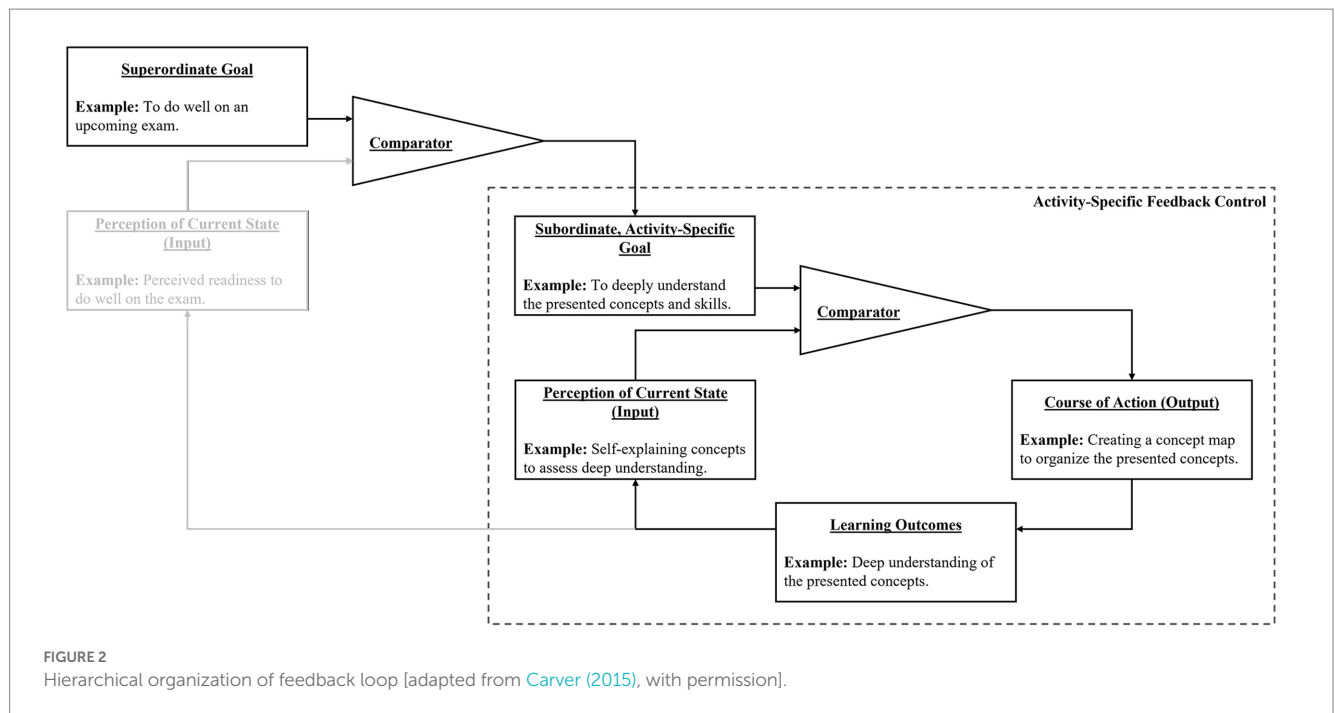 Superordinate Goal
Example: To do well on an
upcoming exam.
Comparator
Perception of Current State
(Input)
Example: Perceived readiness to
do well on the exam.
Activity-Specific Feedback Control
Subordinate, Activity-Specific
Goal
Example: To deeply understand
the presented concepts and skills.
Comparator
Perception of Current State
(Input)
Example: Self-explaining concepts
to assess deep understanding.
Course of Action (Output)
Example: Creating a concept map
to organize the presented concepts.
Learning Outcomes
Example: Deep understanding of
the presented concepts.
FIGURE 2
Hierarchical organization of feedback loop [adapted from Carver (2015), with permission].